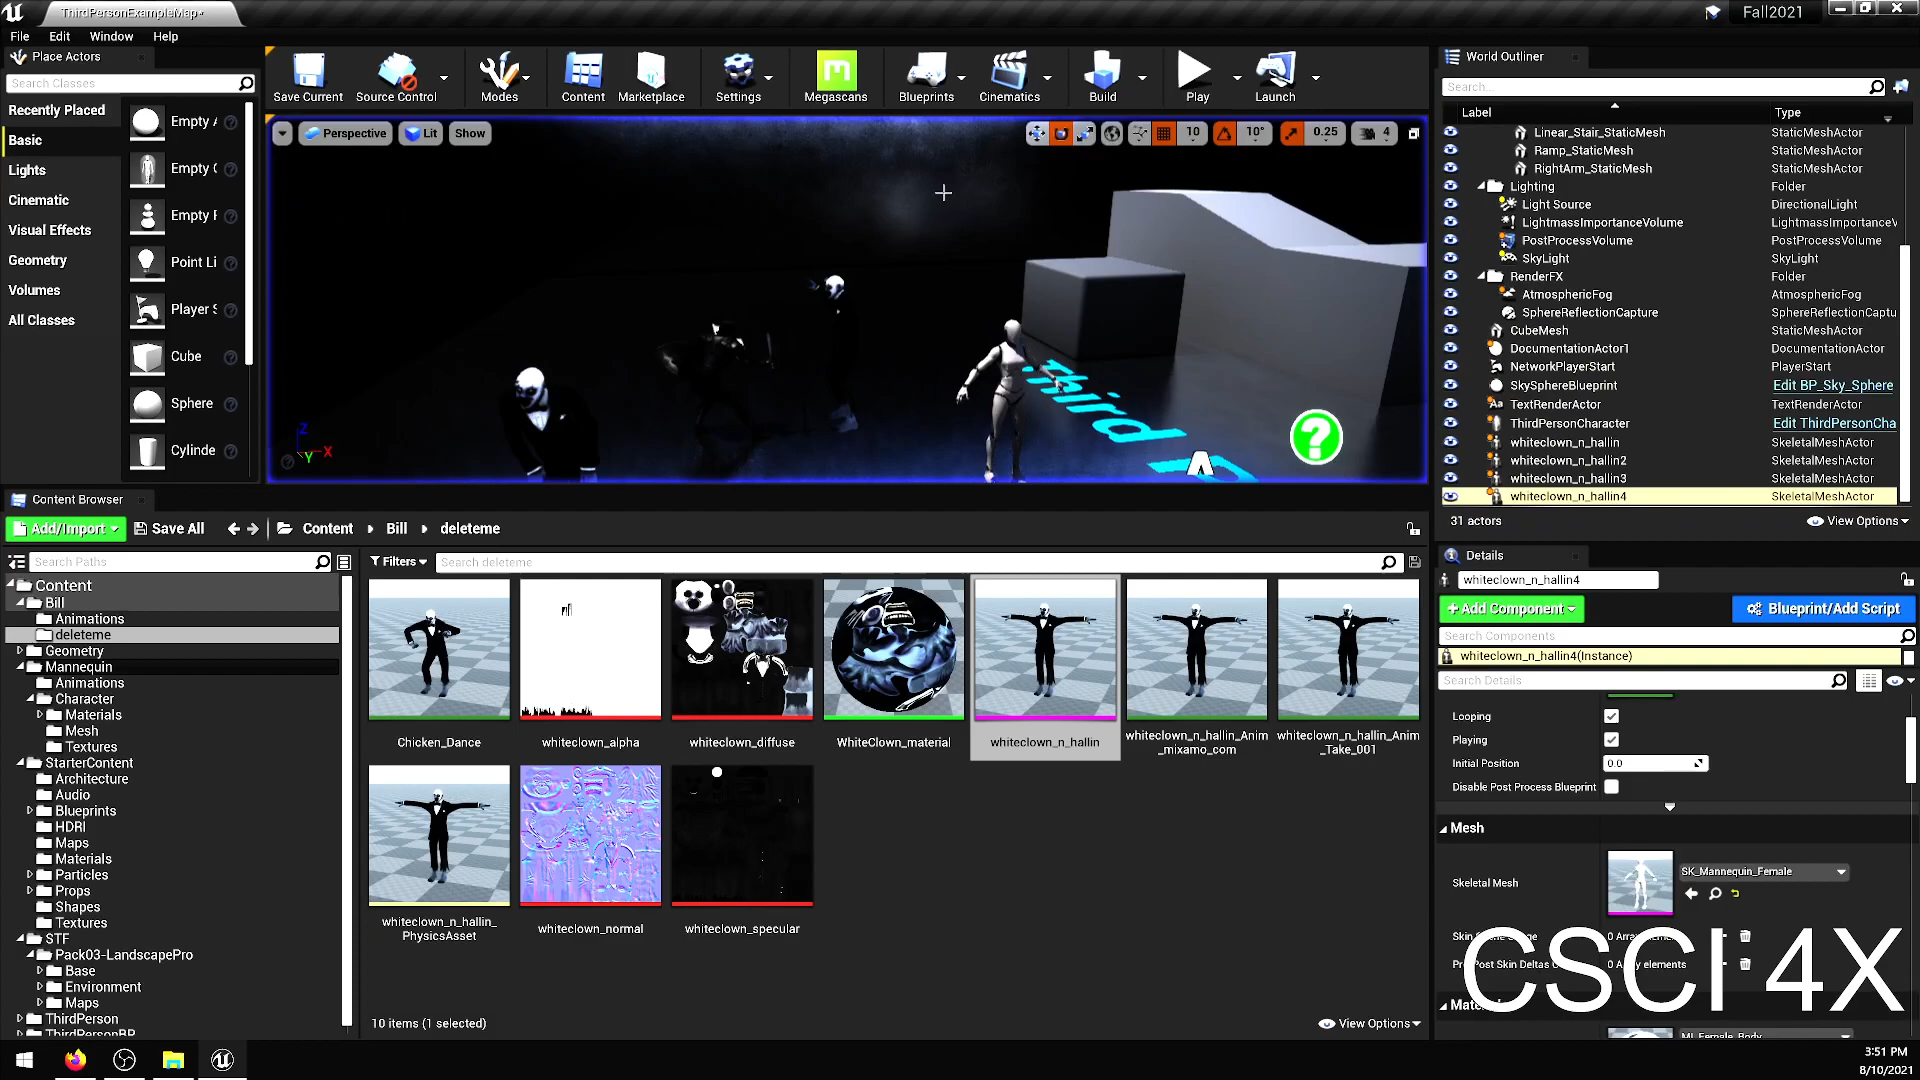 ThirdPersonExampleMap*
Fall2021
File Edit Window Help
Place Actors
Search Classes
Recently Placed
Basic
Lights
Cinematic
Visual Effects
Geometry
Volumes
All Classes
Empty A
Empty C
Empty P
Point Li
Player S
Cube
Sphere
Cylinde
Save Current
Source Control
Modes
Content
Marketplace
Settings
Megascans
Blueprints
Cinematics
Build
Play
Launch
Perspective
Lit
Show
10
10°
0.25
4
Third
Z
X
Y
?
World Outliner
Search...
Label Type
Linear_Stair_StaticMesh StaticMeshActor
Ramp_StaticMesh StaticMeshActor
RightArm_StaticMesh StaticMeshActor
Lighting Folder
Light Source DirectionalLight
LightmassImportanceVolume LightmassImportanceV
PostProcessVolume PostProcessVolume
SkyLight SkyLight
RenderFX Folder
AtmosphericFog AtmosphericFog
SphereReflectionCapture SphereReflectionCaptu
CubeMesh StaticMeshActor
DocumentationActor1 DocumentationActor
NetworkPlayerStart PlayerStart
SkySphereBlueprint Edit BP_Sky_Sphere
TextRenderActor TextRenderActor
ThirdPersonCharacter Edit ThirdPersonCha
whiteclown_n_hallin SkeletalMeshActor
whiteclown_n_hallin2 SkeletalMeshActor
whiteclown_n_hallin3 SkeletalMeshActor
whiteclown_n_hallin4 SkeletalMeshActor
31 actors
View Options
Content Browser
Add/Import
Save All
Content
Bill
deleteme
Search Paths
Filters
Search deleteme
Content
Bill
Animations
deleteme
Geometry
Mannequin
Animations
Character
Materials
Mesh
Textures
StarterContent
Architecture
Audio
Blueprints
HDRI
Maps
Materials
Particles
Props
Shapes
Textures
STF
Pack03-LandscapePro
Base
Environment
Maps
ThirdPerson
ThirdPersonBP
Chicken_Dance
whiteclown_alpha
whiteclown_diffuse
WhiteClown_material
whiteclown_n_hallin
whiteclown_n_hallin_Anim
_mixamo_com
whiteclown_n_hallin_Anim
_Take_001
whiteclown_n_hallin_
PhysicsAsset
whiteclown_normal
whiteclown_specular
10 items (1 selected)
View Options
Details
whiteclown_n_hallin4
Add Component
Blueprint/Add Script
Search Components
whiteclown_n_hallin4(Instance)
Search Details
Looping
Playing
Initial Position 0.0
Disable Post Process Blueprint
Mesh
Skeletal Mesh
SK_Mannequin_Female
CSCI 4X
3:51 PM
8/10/2021